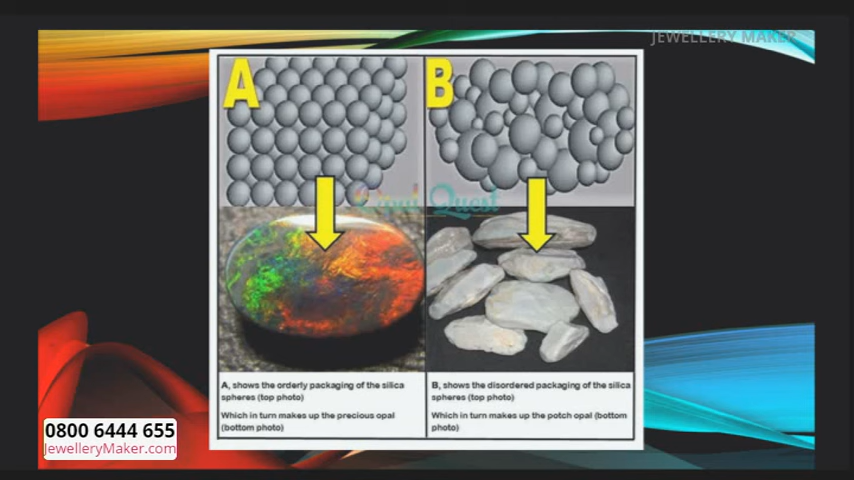 JEWELLERY MAKER
A
B
Opal Quest
A, shows the orderly packaging of the silica
spheres (top photo)
Which in turn makes up the precious opal
(bottom photo)
B, shows the disordered packaging of the silica
spheres (top photo)
Which in turn makes up the potch opal (bottom
photo)
0800 6444 655
JewelleryMaker.com